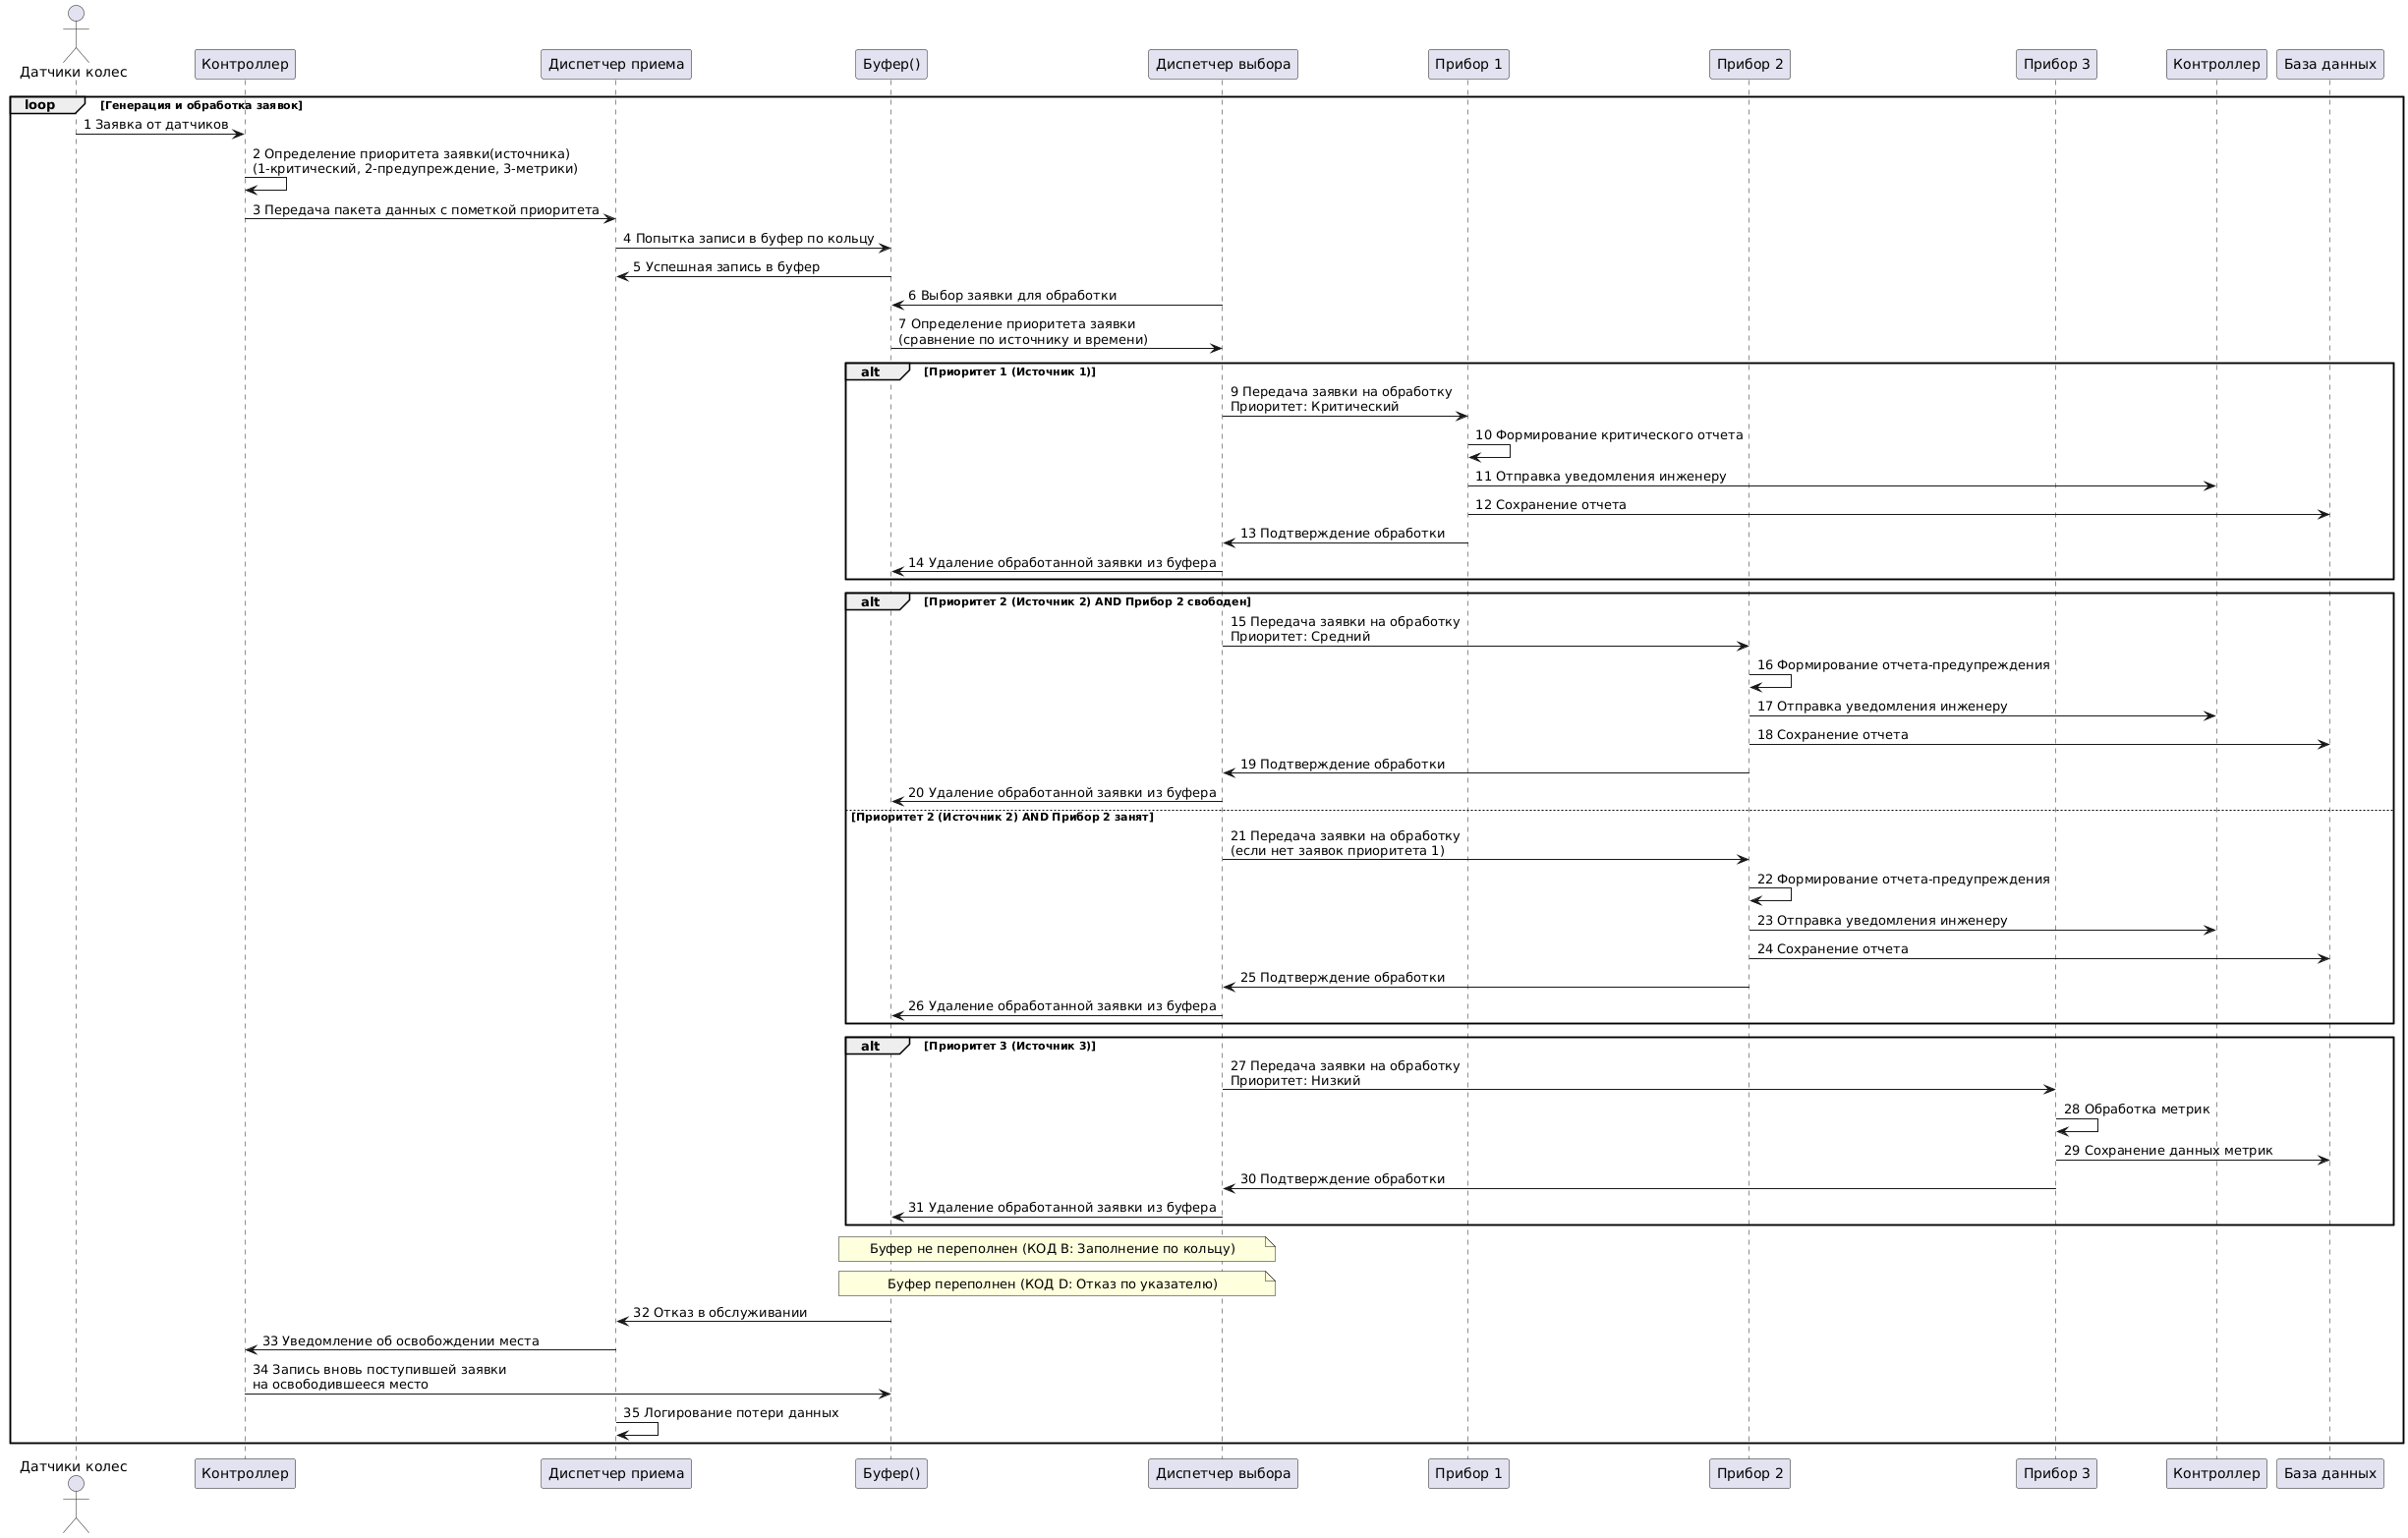 Датчики колес
Контроллер
Диспетчер приема
Буфер()
Диспетчер выбора
Прибор 1
Прибор 2
Прибор 3
Контроллер
База данных
loop
[Генерация и обработка заявок]
1 Заявка от датчиков
2 Определение приоритета заявки(источника)
(1-критический, 2-предупреждение, 3-метрики)
3 Передача пакета данных с пометкой приоритета
4 Попытка записи в буфер по кольцу
5 Успешная запись в буфер
6 Выбор заявки для обработки
7 Определение приоритета заявки
(сравнение по источнику и времени)
alt
[Приоритет 1 (Источник 1)]
9 Передача заявки на обработку
Приоритет: Критический
10 Формирование критического отчета
11 Отправка уведомления инженеру
12 Сохранение отчета
13 Подтверждение обработки
14 Удаление обработанной заявки из буфера
alt
[Приоритет 2 (Источник 2) AND Прибор 2 свободен]
15 Передача заявки на обработку
Приоритет: Средний
16 Формирование отчета-предупреждения
17 Отправка уведомления инженеру
18 Сохранение отчета
19 Подтверждение обработки
20 Удаление обработанной заявки из буфера
[Приоритет 2 (Источник 2) AND Прибор 2 занят]
21 Передача заявки на обработку
(если нет заявок приоритета 1)
22 Формирование отчета-предупреждения
23 Отправка уведомления инженеру
24 Сохранение отчета
25 Подтверждение обработки
26 Удаление обработанной заявки из буфера
alt
[Приоритет 3 (Источник 3)]
27 Передача заявки на обработку
Приоритет: Низкий
28 Обработка метрик
29 Сохранение данных метрик
30 Подтверждение обработки
31 Удаление обработанной заявки из буфера
Буфер не переполнен (КОД B: Заполнение по кольцу)
Буфер переполнен (КОД D: Отказ по указателю)
32 Отказ в обслуживании
33 Уведомление об освобождении места
34 Запись вновь поступившей заявки
на освободившееся место
35 Логирование потери данных
Датчики колес
Контроллер
Диспетчер приема
Буфер()
Диспетчер выбора
Прибор 1
Прибор 2
Прибор 3
Контроллер
База данных